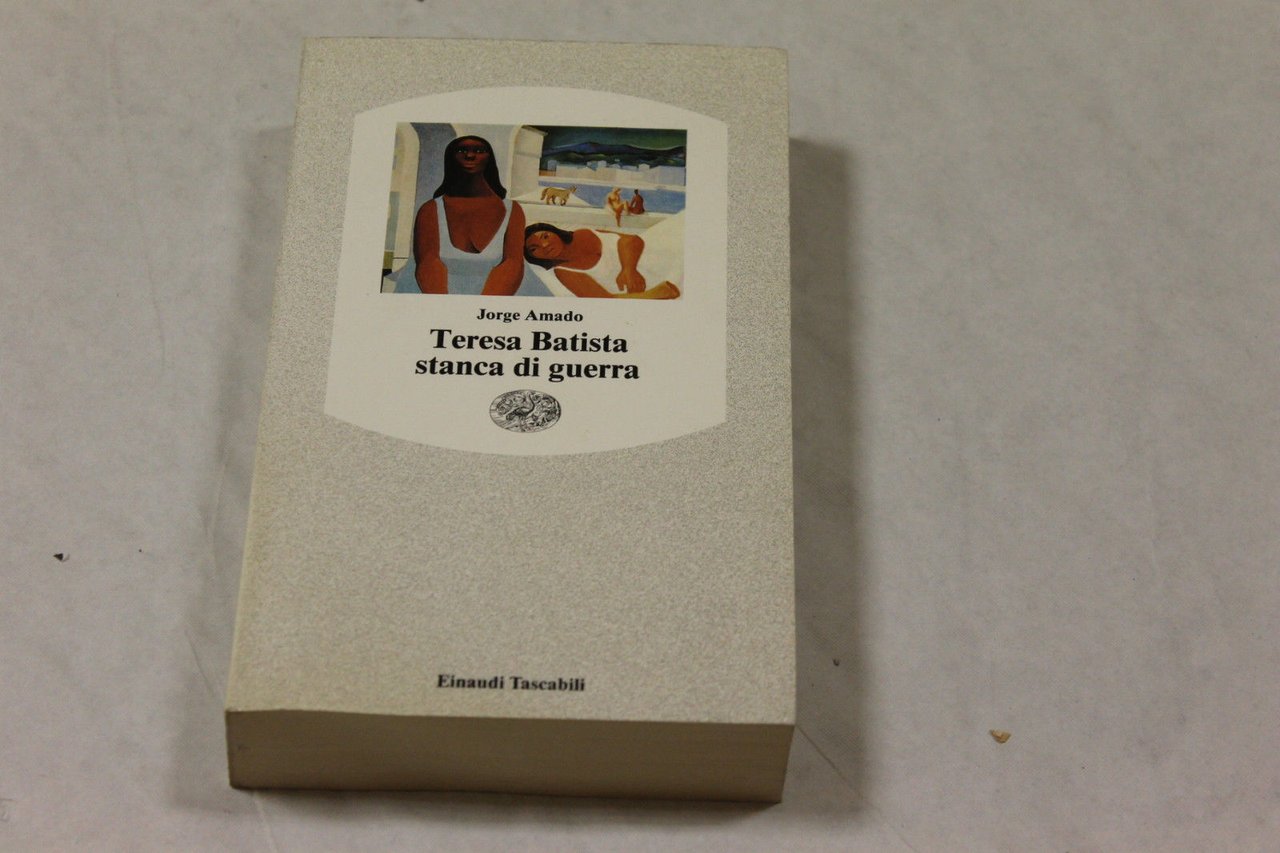 Jorge Amado
Teresa Batista
stanca di guerra
Einaudi Tascabili